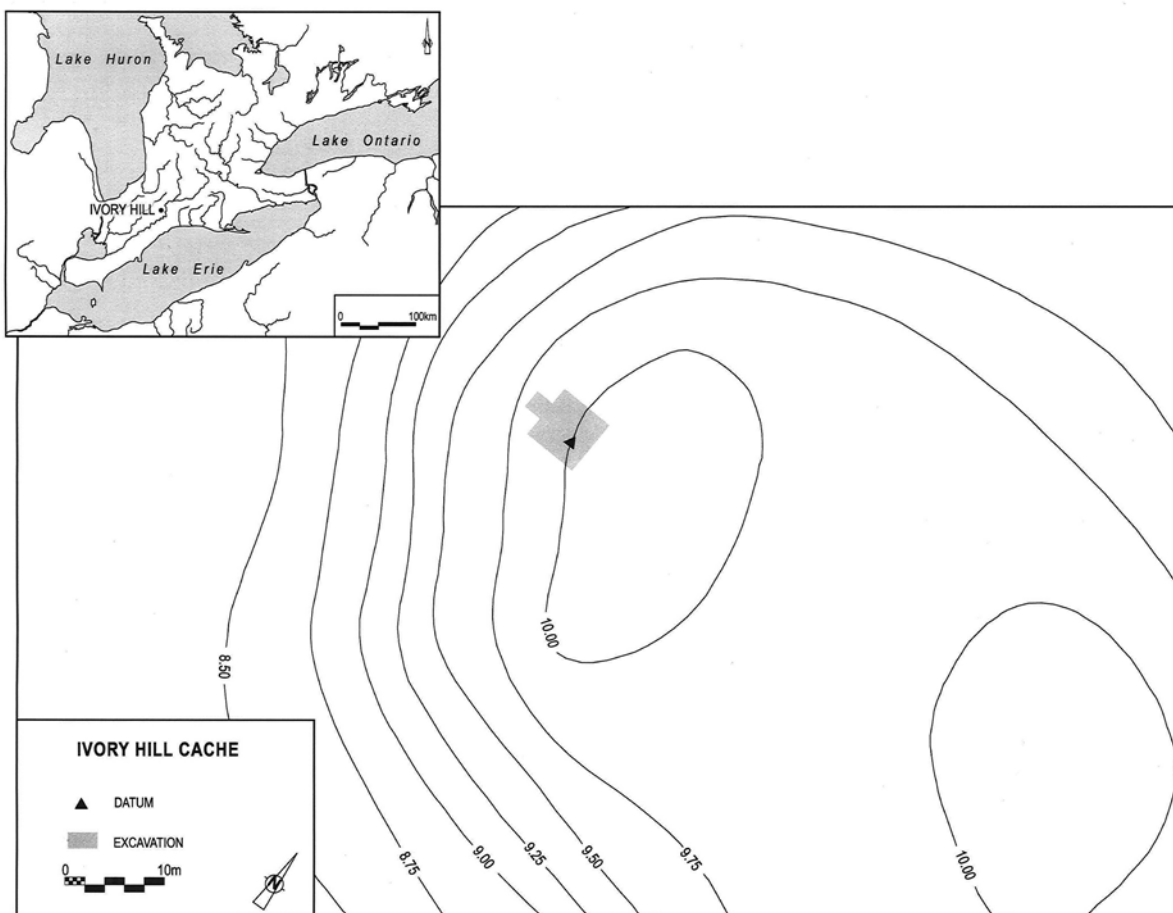 Lake Huron
N
Lake Ontario
IVORY HILL
Lake Erie
0 100km
10.00
8.50
8.75
9.00
9.25
9.50
9.75
10.00
IVORY HILL CACHE
DATUM
EXCAVATION
0 10m
N